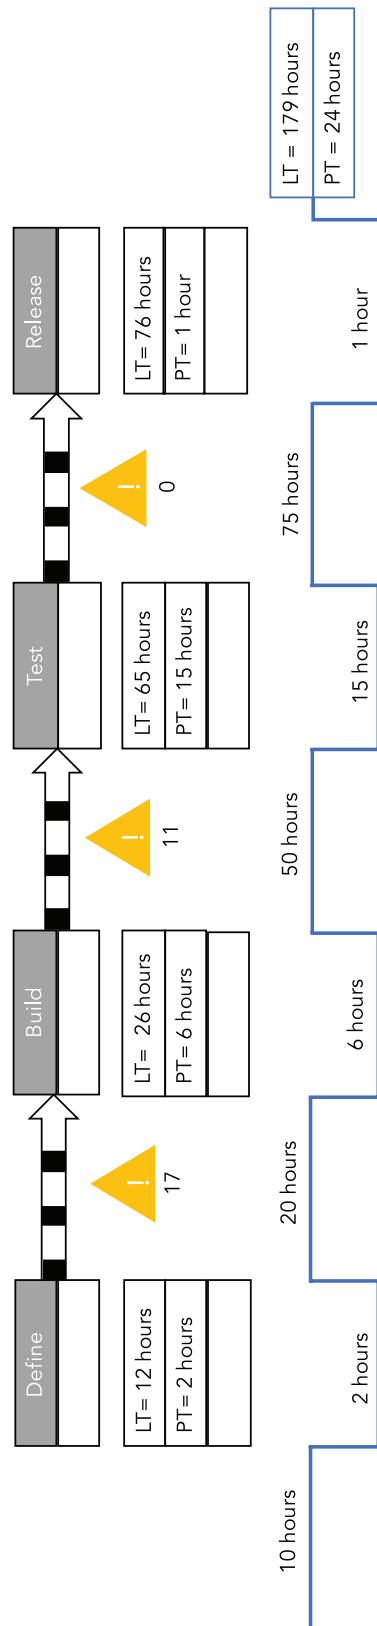 Define
Build
Test
Release
!
17
!
11
!
0
LT= 12 hours
PT= 2 hours
LT= 26 hours
PT= 6 hours
LT= 65 hours
PT= 15 hours
LT= 76 hours
PT= 1 hour
10 hours
2 hours
20 hours
6 hours
50 hours
15 hours
75 hours
1 hour
LT = 179 hours
PT = 24 hours